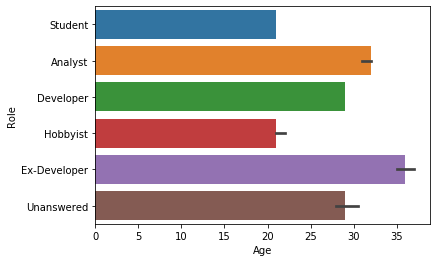 Student
Analyst
Developer
Hobbyist
Ex-Developer
Unanswered
Role
0 5 10 15 20 25 30 35
Age